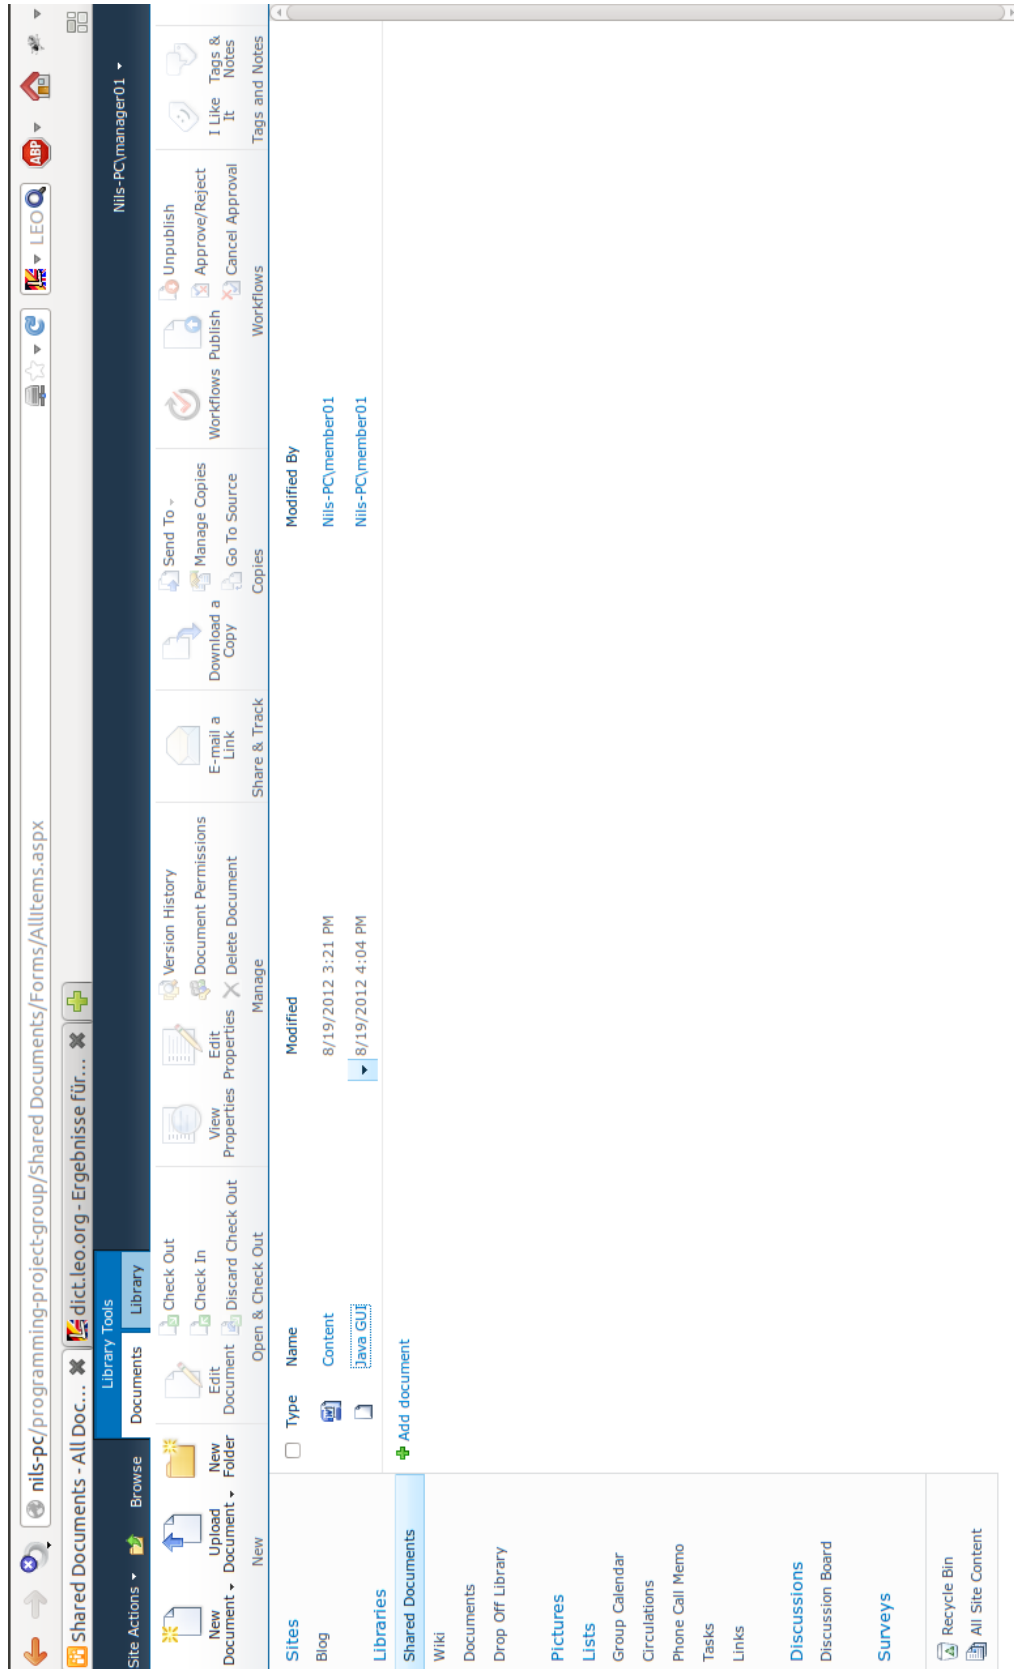 nils-pc/programming-project-group/Shared Documents/Forms/AllItems.aspx
LEO
ABP
Shared Documents - All Doc...
dict.leo.org - Ergebnisse für...
Library Tools
Site Actions
Browse
Documents
Library
Nils-PC\manager01
New
Document
Upload
Document
New
Folder
New
Edit
Document
Check Out
Check In
Discard Check Out
Open & Check Out
View
Properties
Edit
Properties
Version History
Document Permissions
Delete Document
Manage
E-mail a
Link
Share & Track
Download a
Copy
Send To
Manage Copies
Go To Source
Copies
Workflows
Publish
Unpublish
Approve/Reject
Cancel Approval
Workflows
I Like
It
Tags &
Notes
Tags and Notes
Sites
Blog
Libraries
Shared Documents
Wiki
Documents
Drop Off Library
Pictures
Lists
Group Calendar
Circulations
Phone Call Memo
Tasks
Links
Discussions
Discussion Board
Surveys
Recycle Bin
All Site Content
Type Name Modified Modified By
Content 8/19/2012 3:21 PM Nils-PC\member01
Java GUI 8/19/2012 4:04 PM Nils-PC\member01
Add document